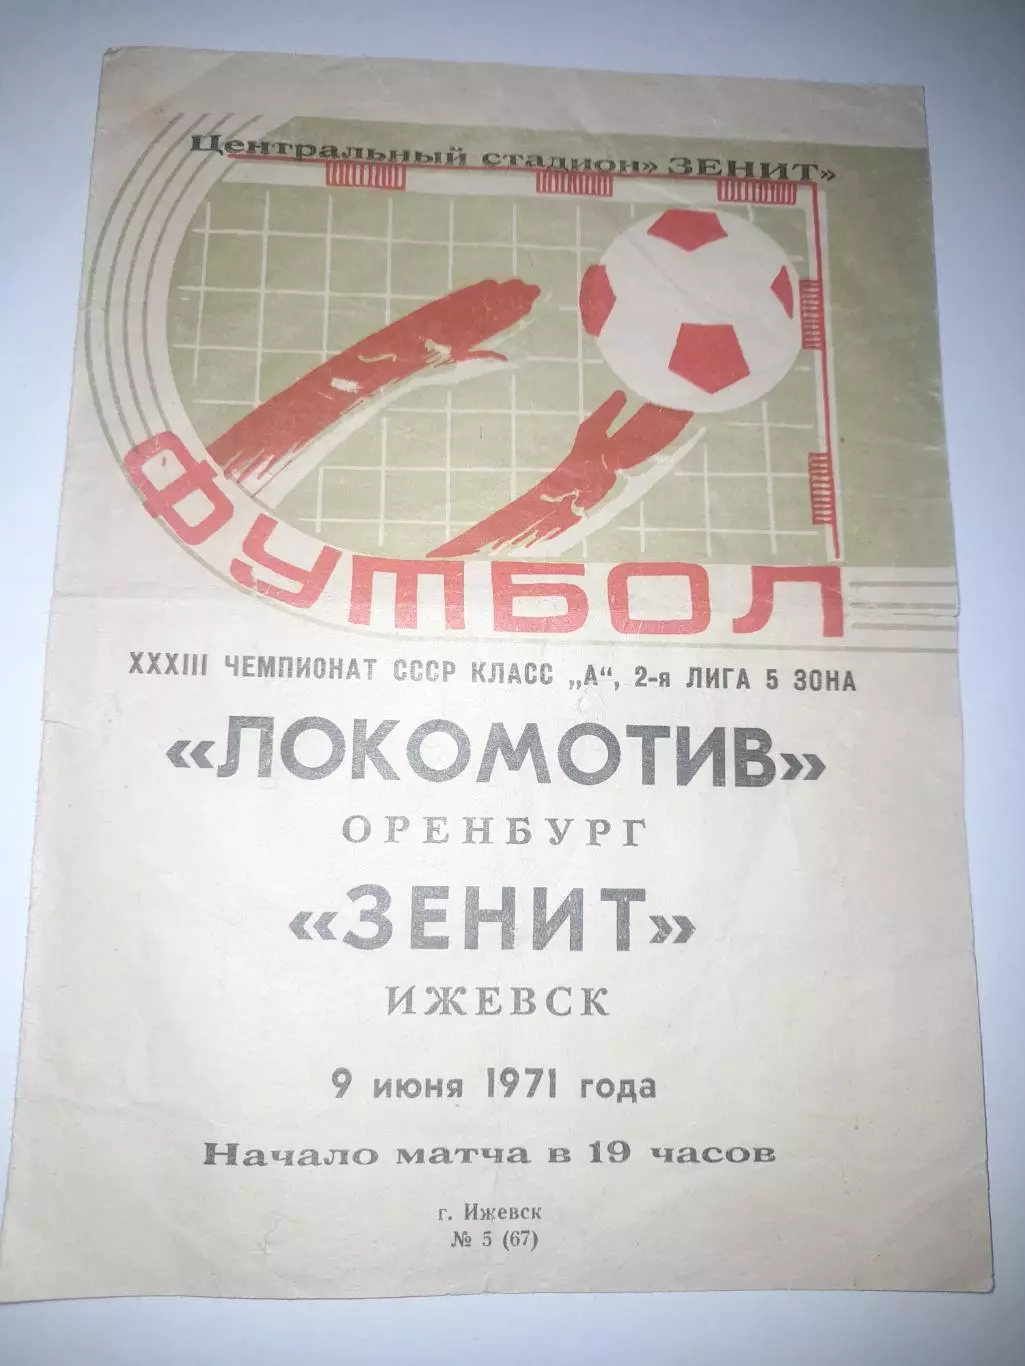 Центральный стадион» ЗЕНИТ»
ФУТБОЛ
XXXIII ЧЕМПИОНАТ СССР КЛАСС „А“, 2-я ЛИГА 5 ЗОНА
«ЛОКОМОТИВ»
ОРЕНБУРГ
«ЗЕНИТ»
ИЖЕВСК
9 июня 1971 года
Начало матча в 19 часов
г. Ижевск
№ 5 (67)